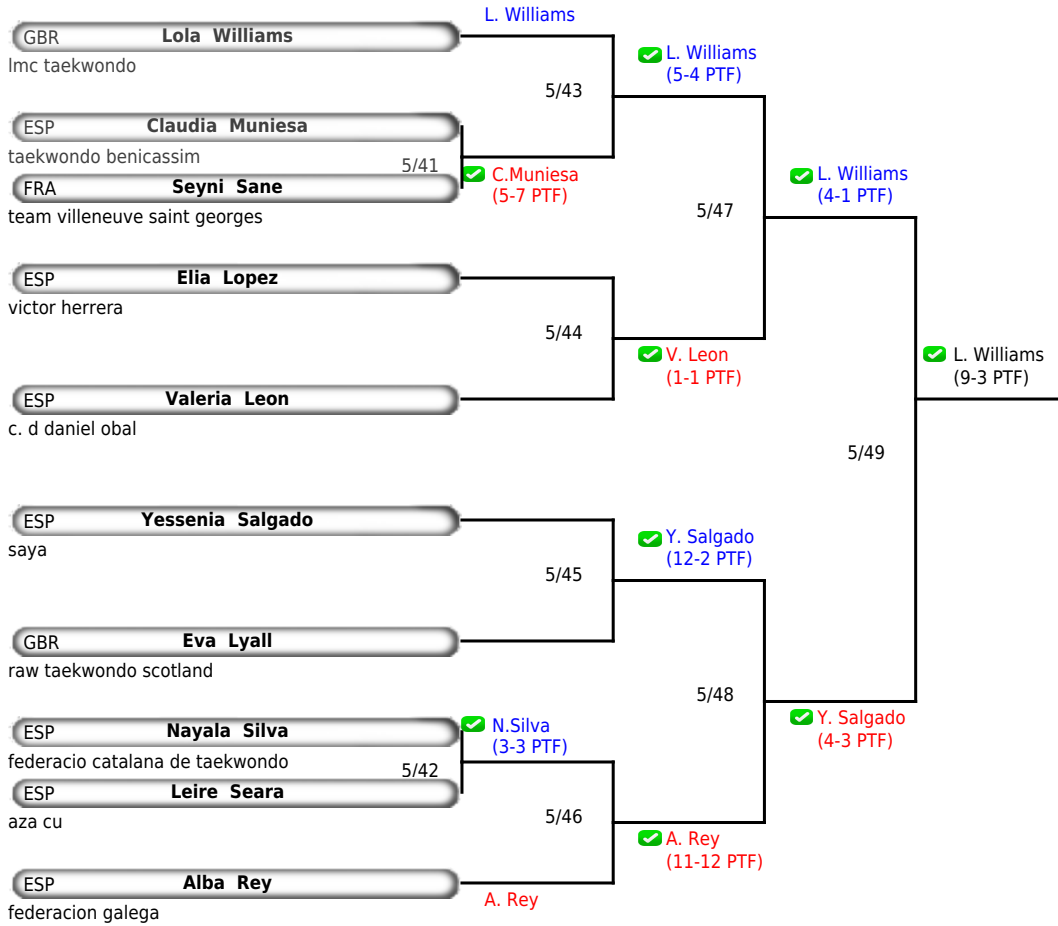 L. Williams
GBR Lola Williams
lmc taekwondo
L. Williams
(5-4 PTF)
5/43
ESP Claudia Muniesa
taekwondo benicassim
5/41
C.Muniesa
(5-7 PTF)
FRA Seyni Sane
team villeneuve saint georges
L. Williams
(4-1 PTF)
5/47
ESP Elia Lopez
victor herrera
5/44
V. Leon
(1-1 PTF)
L. Williams
(9-3 PTF)
ESP Valeria Leon
c. d daniel obal
5/49
ESP Yessenia Salgado
saya
Y. Salgado
(12-2 PTF)
5/45
GBR Eva Lyall
raw taekwondo scotland
5/48
Y. Salgado
(4-3 PTF)
ESP Nayala Silva
federacio catalana de taekwondo
N.Silva
(3-3 PTF)
5/42
ESP Leire Seara
aza cu
5/46
A. Rey
(11-12 PTF)
ESP Alba Rey
federacion galega
A. Rey